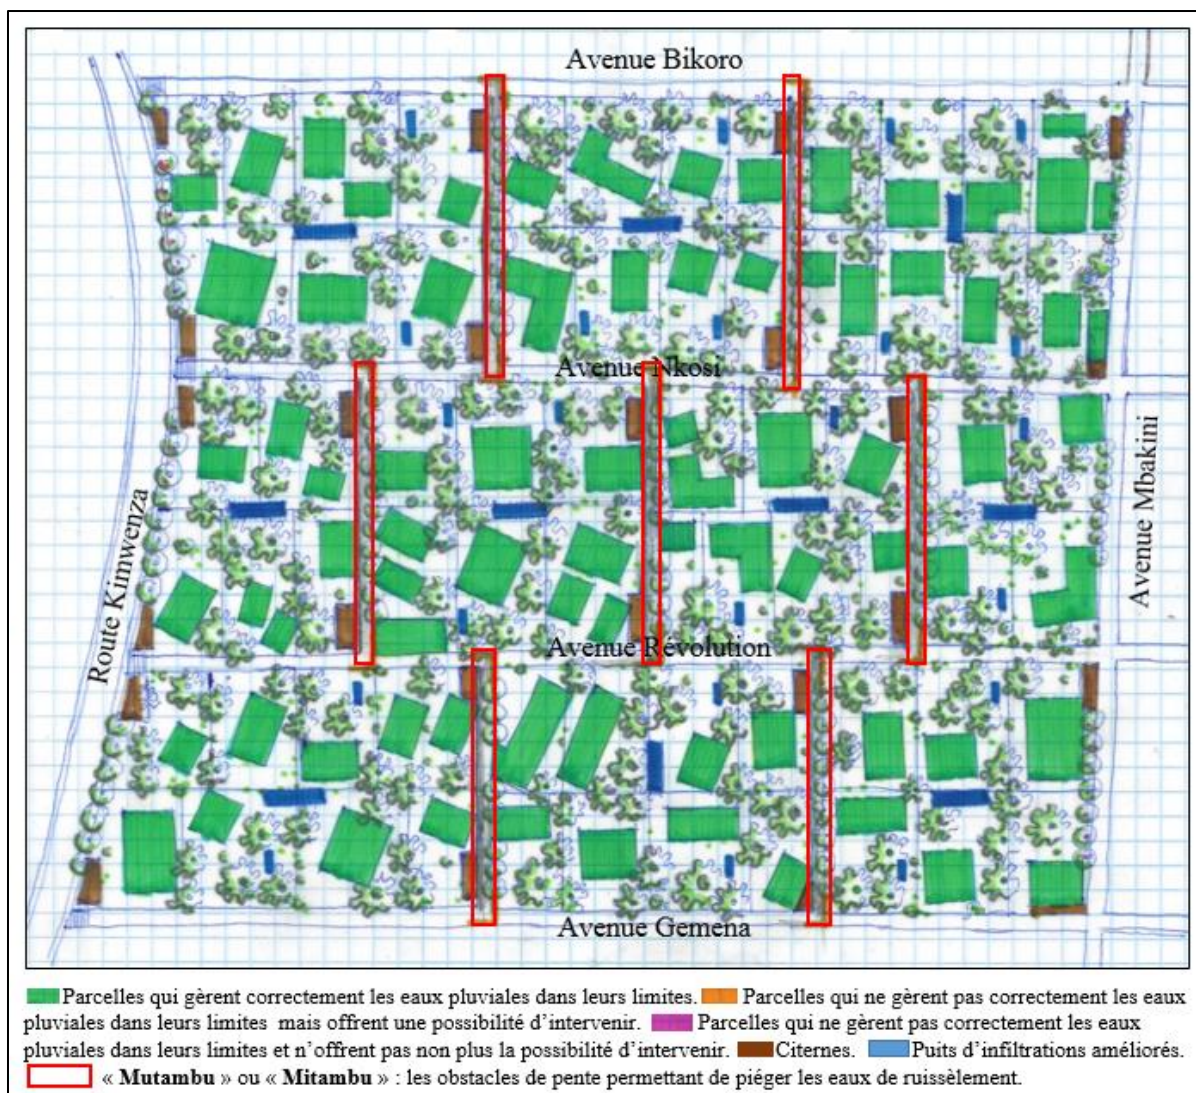 Avenue Bikoro
Avenue Nkosi
Route Kimwenza
Avenue Mbakini
Avenue Révolution
Avenue Gemena
Parcelles qui gèrent correctement les eaux pluviales dans leurs limites. Parcelles qui ne gèrent pas correctement les eaux
pluviales dans leurs limites mais offrent une possibilité d'intervenir. Parcelles qui ne gèrent pas correctement les eaux
pluviales dans leurs limites et n'offrent pas non plus la possibilité d'intervenir. Citernes. Puits d'infiltrations améliorés.
« Mutambu » ou « Mitambu » : les obstacles de pente permettant de piéger les eaux de ruissèlement.